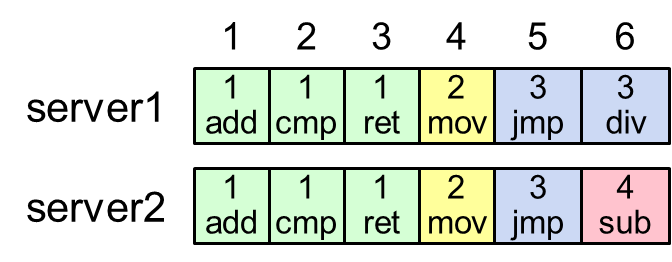 1 2 3 4 5 6
server1
1 1 1 2 3 3
add cmp ret mov jmp div
server2
1 1 1 2 3 4
add cmp ret mov jmp sub